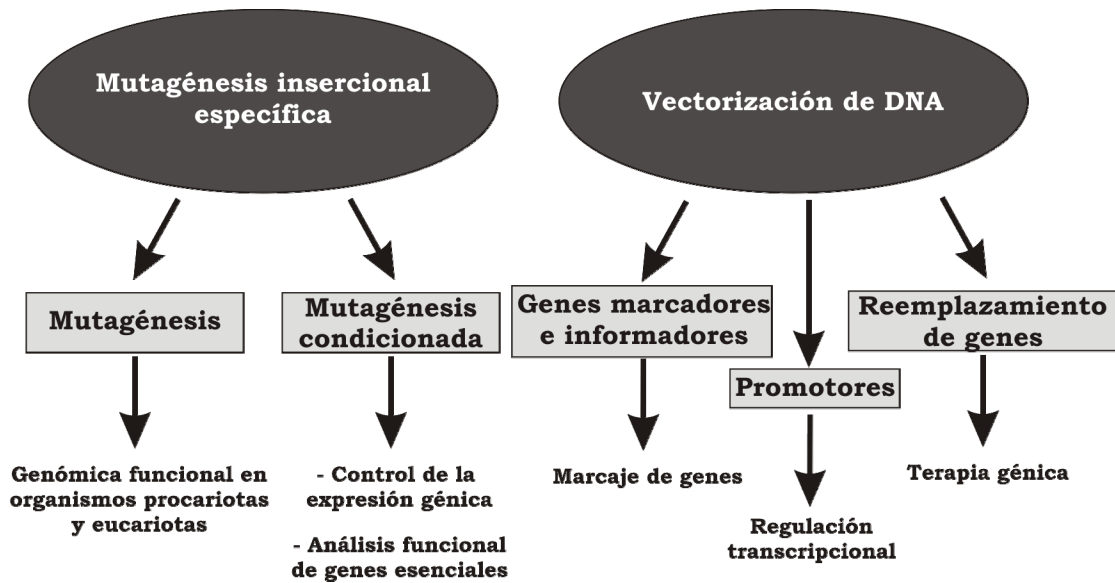 Mutagénesis insercional
específica
Vectorización de DNA
Mutagénesis
Mutagénesis
condicionada
Genes marcadores
e informadores
Promotores
Reemplazamiento
de genes
Genómica funcional en
organismos procariotas
y eucariotas
- Control de la
expresión génica
- Análisis funcional
de genes esenciales
Marcaje de genes
Regulación
transcripcional
Terapia génica